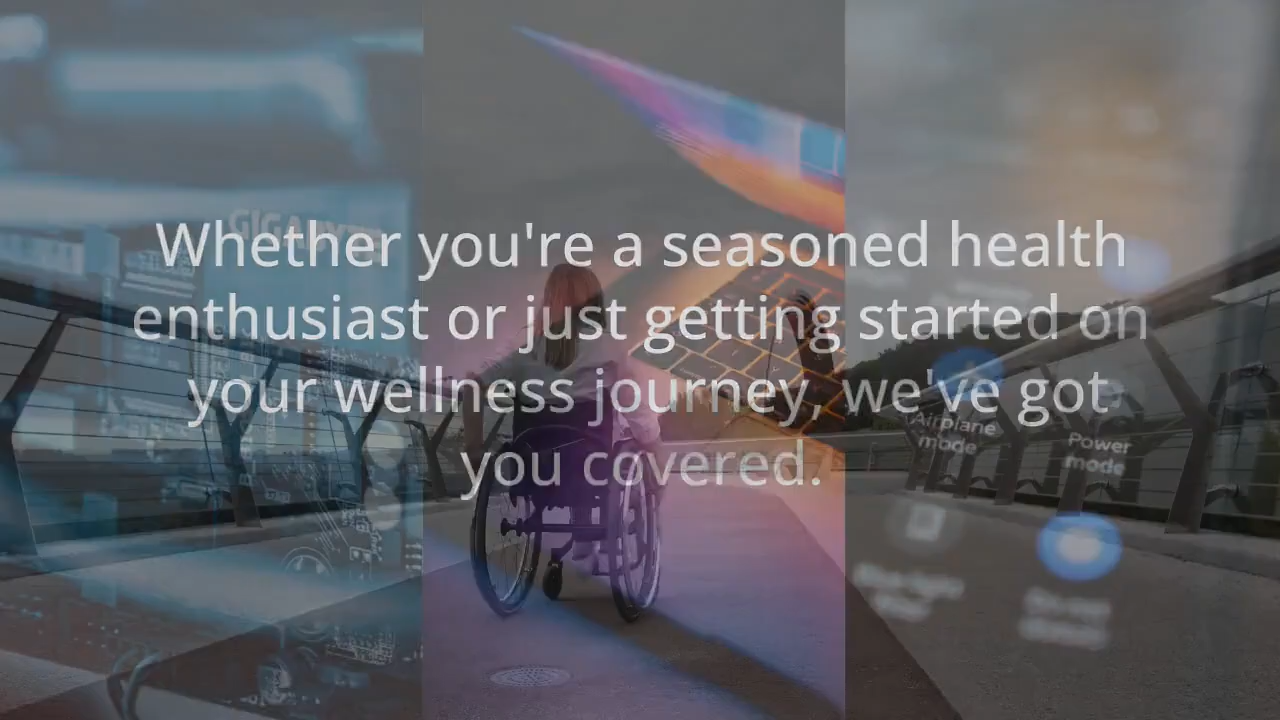 GIGABYTE
Whether you're a seasoned health
enthusiast or just getting started on
your wellness journey, we've got
you covered.
Airplane
mode
Power
mode